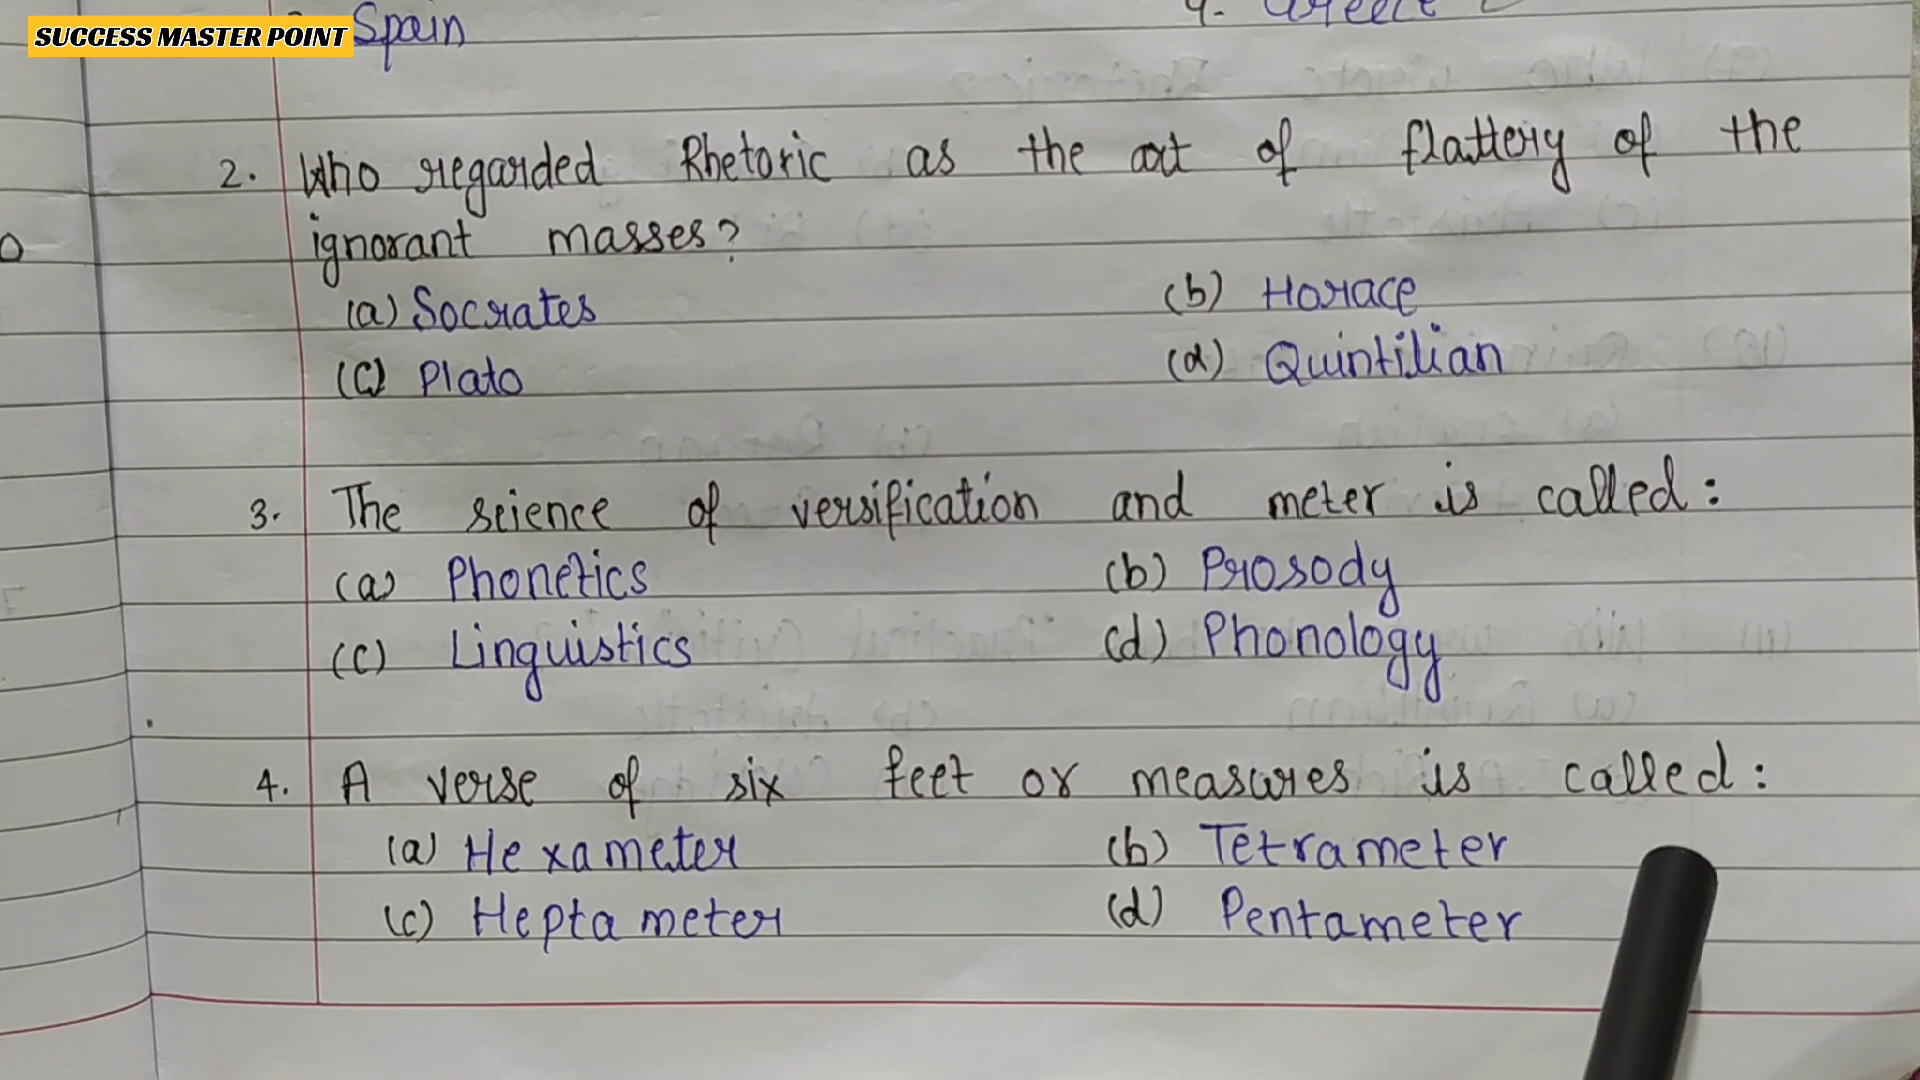 SUCCESS MASTER POINT
Spain
4. Greece
2. Who regarded Rhetoric as the art of flattery of the
ignorant masses?
(a) Socrates (b) Horace
(c) Plato (d) Quintilian
3. The science of versification and meter is called:
(a) Phonetics (b) Prosody
(c) Linguistics (d) Phonology
4. A verse of six feet or measures is called:
(a) Hexameter (b) Tetrameter
(c) Heptameter (d) Pentameter